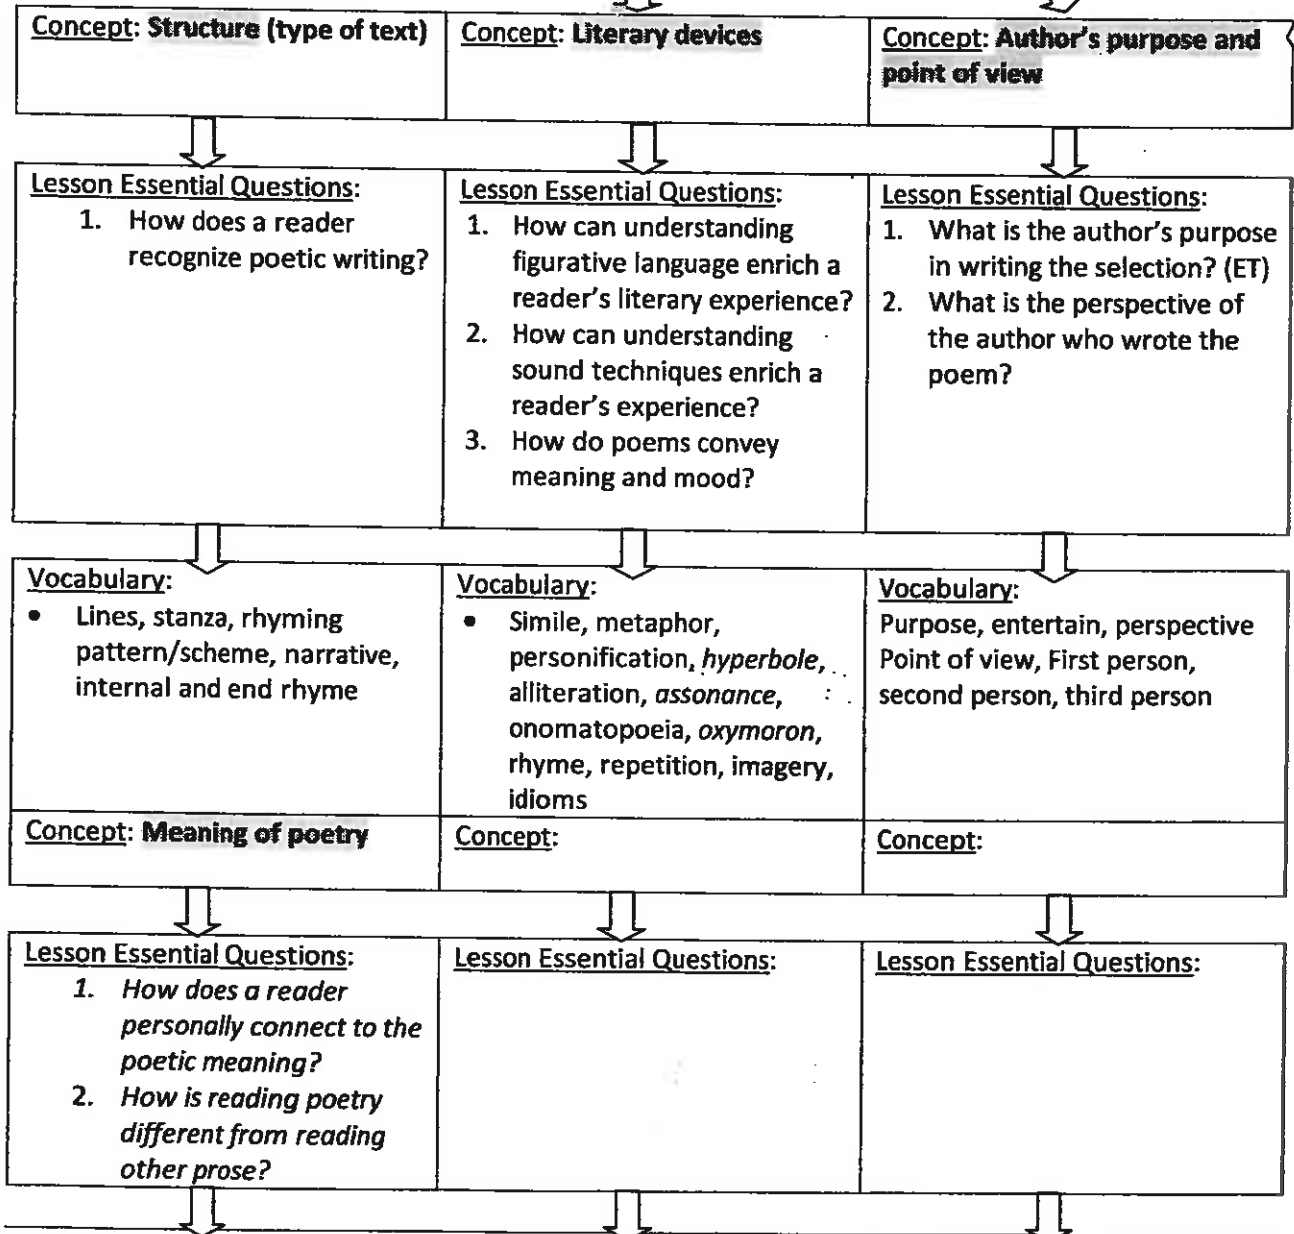 Concept: Structure (type of text)
Concept: Literary devices
Concept: Author's purpose and
point of view
Lesson Essential Questions:
1. How does a reader
recognize poetic writing?
Lesson Essential Questions:
1. How can understanding
figurative language enrich a
reader's literary experience?
2. How can understanding
sound techniques enrich a
reader's experience?
3. How do poems convey
meaning and mood?
Lesson Essential Questions:
1. What is the author's purpose
in writing the selection? (ET)
2. What is the perspective of
the author who wrote the
poem?
Vocabulary:
• Lines, stanza, rhyming
pattern/scheme, narrative,
internal and end rhyme
Vocabulary:
• Simile, metaphor,
personification, hyperbole,
alliteration, assonance,
onomatopoeia, oxymoron,
rhyme, repetition, imagery,
idioms
Vocabulary:
Purpose, entertain, perspective
Point of view, First person,
second person, third person
Concept: Meaning of poetry
Concept:
Concept:
Lesson Essential Questions:
1. How does a reader
personally connect to the
poetic meaning?
2. How is reading poetry
different from reading
other prose?
Lesson Essential Questions:
Lesson Essential Questions: